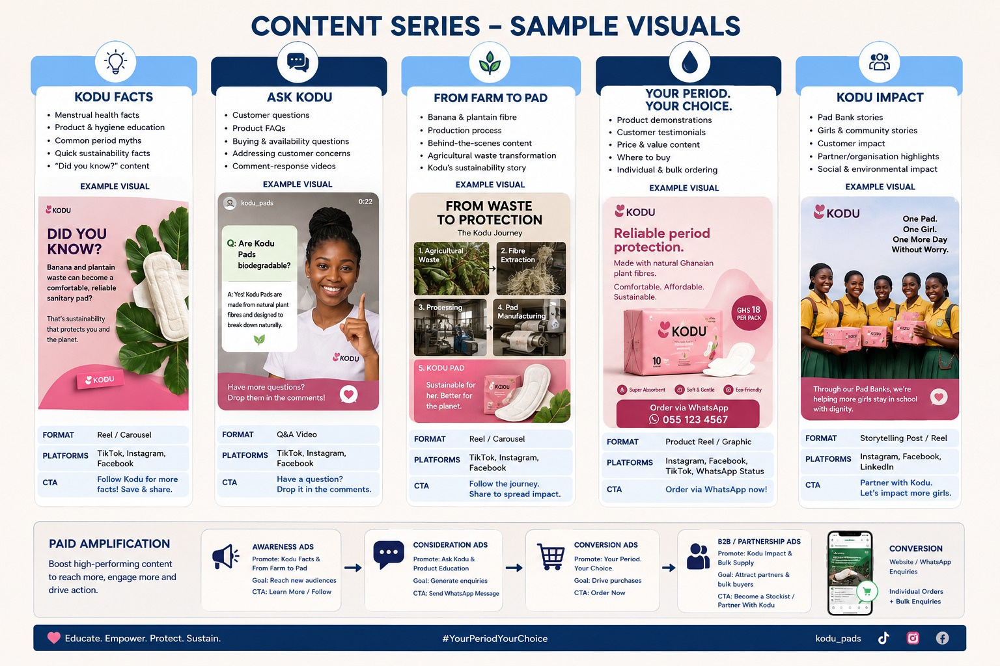 CONTENT SERIES – SAMPLE VISUALS
KODU FACTS
• Menstrual health facts
• Product & hygiene education
• Common period myths
• Quick sustainability facts
• "Did you know?" content
EXAMPLE VISUAL
KODU
DID YOU
KNOW?
Banana and plantain
waste can become a
comfortable, reliable
sanitary pad?
That's sustainability
that protects you and
the planet.
KODU
FORMAT Reel / Carousel
PLATFORMS TikTok, Instagram,
Facebook
CTA Follow Kodu for more
facts! Save & share.
ASK KODU
• Customer questions
• Product FAQs
• Buying & availability questions
• Addressing customer concerns
• Comment-response videos
EXAMPLE VISUAL
kodu_pads 0:22
Q: Are Kodu
Pads
biodegradable?
A: Yes! Kodu Pads are
made from natural plant
fibres and designed to
break down naturally.
KODU
Have more questions?
Drop them in the comments!
FORMAT Q&A Video
PLATFORMS TikTok, Instagram,
Facebook
CTA Have a question?
Drop it in the comments.
FROM FARM TO PAD
• Banana & plantain fibre
• Production process
• Behind-the-scenes content
• Agricultural waste transformation
• Kodu's sustainability story
EXAMPLE VISUAL
FROM WASTE
TO PROTECTION
The Kodu Journey
1. Agricultural
Waste
2. Fibre
Extraction
3. Processing
4. Pad
Manufacturing
5. KODU PAD
Sustainable for
her. Better for
the planet.
KODU
FORMAT Reel / Carousel
PLATFORMS TikTok, Instagram,
Facebook
CTA Follow the journey.
Share to spread impact.
YOUR PERIOD.
YOUR CHOICE.
• Product demonstrations
• Customer testimonials
• Price & value content
• Where to buy
• Individual & bulk ordering
EXAMPLE VISUAL
KODU
Reliable period
protection.
Made with natural Ghanaian
plant fibres.
Comfortable. Affordable.
Sustainable.
GHS 18
PER PACK
KODU
10
Super Absorbent
Soft & Gentle
Eco-Friendly
Order via WhatsApp
055 123 4567
FORMAT Product Reel / Graphic
PLATFORMS Instagram, Facebook,
TikTok, WhatsApp Status
CTA Order via WhatsApp now!
KODU IMPACT
• Pad Bank stories
• Girls & community stories
• Customer impact
• Partner/organisation highlights
• Social & environmental impact
EXAMPLE VISUAL
KODU
One Pad.
One Girl.
One More Day
Without Worry.
Through our Pad Banks, we're
helping more girls stay in school
with dignity.
FORMAT Storytelling Post / Reel
PLATFORMS Instagram, Facebook,
LinkedIn
CTA Partner with Kodu.
Let's impact more girls.
PAID AMPLIFICATION
Boost high-performing content
to reach more, engage more and
drive action.
AWARENESS ADS
Promote: Kodu Facts &
From Farm to Pad
Goal: Reach new audiences
CTA: Learn More / Follow
CONSIDERATION ADS
Promote: Ask Kodu &
Product Education
Goal: Generate enquiries
CTA: Send WhatsApp Message
CONVERSION ADS
Promote: Your Period.
Your Choice.
Goal: Drive purchases
CTA: Order Now
B2B / PARTNERSHIP ADS
Promote: Kodu Impact &
Bulk Supply
Goal: Attract partners &
bulk buyers
CTA: Become a Stockist /
Partner With Kodu
CONVERSION
Website / WhatsApp
Enquiries
Individual Orders
+ Bulk Enquiries
Educate. Empower. Protect. Sustain.
#YourPeriodYourChoice
kodu_pads